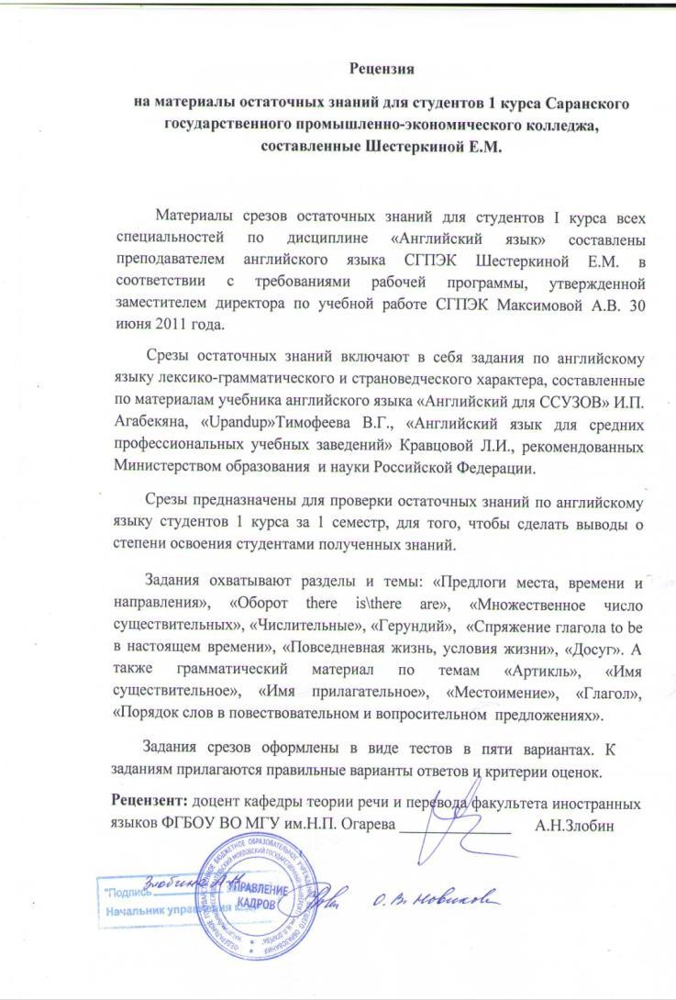 Рецензия
на материалы остаточных знаний для студентов 1 курса Саранского
государственного промышленно-экономического колледжа,
составленные Шестеркиной Е.М.
Материалы срезов остаточных знаний для студентов I курса всех
специальностей по дисциплине «Английский язык» составлены
преподавателем английского языка СГПЭК Шестеркиной Е.М. в
соответствии с требованиями рабочей программы, утвержденной
заместителем директора по учебной работе СГПЭК Максимовой А.В. 30
июня 2011 года.
Срезы остаточных знаний включают в себя задания по английскому
языку лексико-грамматического и страноведческого характера, составленные
по материалам учебника английского языка «Английский для ССУЗОВ» И.П.
Агабекяна, «Upandup»Тимофеева В.Г., «Английский язык для средних
профессиональных учебных заведений» Кравцовой Л.И., рекомендованных
Министерством образования и науки Российской Федерации.
Срезы предназначены для проверки остаточных знаний по английскому
языку студентов 1 курса за 1 семестр, для того, чтобы сделать выводы о
степени освоения студентами полученных знаний.
Задания охватывают разделы и темы: «Предлоги места, времени и
направления», «Оборот there is\there are», «Множественное число
существительных», «Числительные», «Герундий», «Спряжение глагола to be
в настоящем времени», «Повседневная жизнь, условия жизни», «Досуг». А
также грамматический материал по темам «Артикль», «Имя
существительное», «Имя прилагательное», «Местоимение», «Глагол»,
«Порядок слов в повествовательном и вопросительном предложениях».
Задания срезов оформлены в виде тестов в пяти вариантах. К
заданиям прилагаются правильные варианты ответов и критерии оценок.
Рецензент: доцент кафедры теории речи и перевода факультета иностранных
языков ФГБОУ ВО МГУ им.Н.П. Огарева ______________ А.Н.Злобин
"Подпись Злобина А.Н.
Начальник управления
УПРАВЛЕНИЕ
КАДРОВ
О. В. Новикова